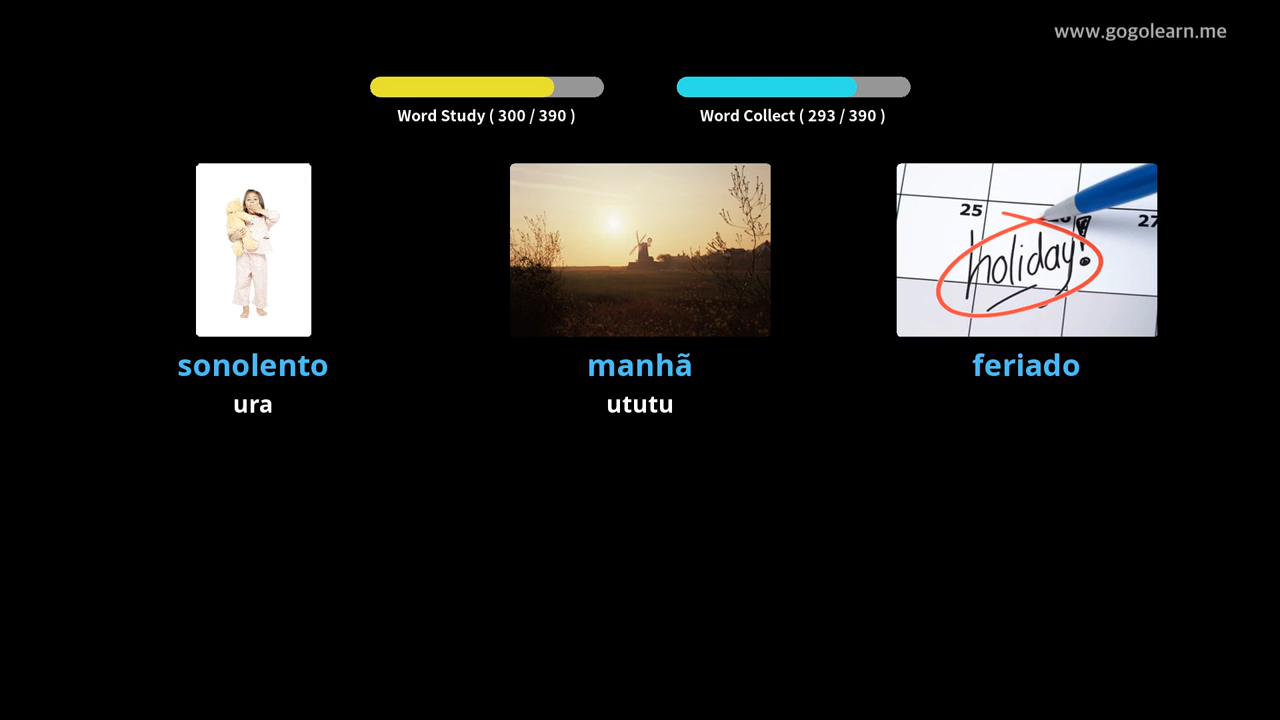 www.gogolearn.me
Word Study ( 300 / 390 )
Word Collect ( 293 / 390 )
25
27
holiday!
sonolento
manhã
feriado
ura
ututu